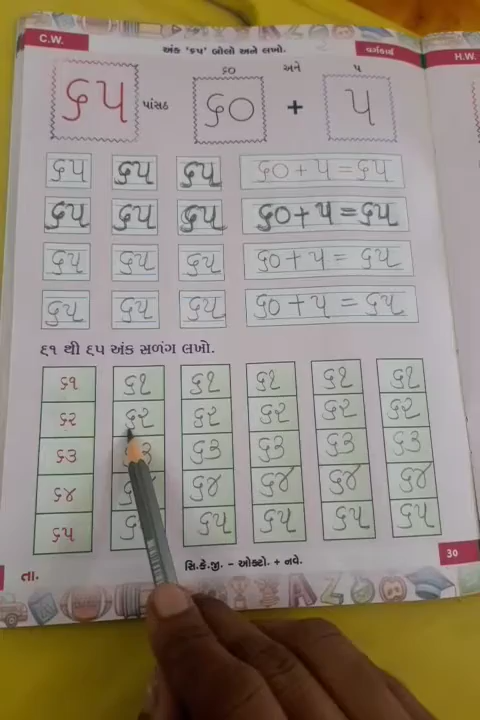 C.W.
અંક ‘૬૫’ બોલો અને લખો.
વર્ગકાર્ય
H.W.
૬૦ અને ૫
૬૫ પાંસઠ ૬૦ + ૫
૬૫ ૬૫ ૬૫ ૬૦+૫=૬૫
૬૫ ૬૫ ૬૫ ૬૦+૫=૬૫
૬૫ ૬૫ ૬૫ ૬૦+૫= ૬૫
૬૫ ૬૫ ૬૫ ૬૦+૫ = ૬૫
૬૧ થી ૬૫ અંક સળંગ લખો.
૬૧ ૬૧ ૬૧ ૬૧ ૬૧ ૬૧
૬૨ ૬૨ ૬૨ ૬૨ ૬૨ ૬૨
૬૩ ૬૩ ૬૩ ૬૩ ૬૩ ૬૩
૬૪ ૬૪ ૬૪ ૬૪ ૬૪
૬૫ ૬૫ ૬૫ ૬૫ ૬૫
સિ.કે.જી. – ઓક્ટો. + નવે.
૩૦
તા.